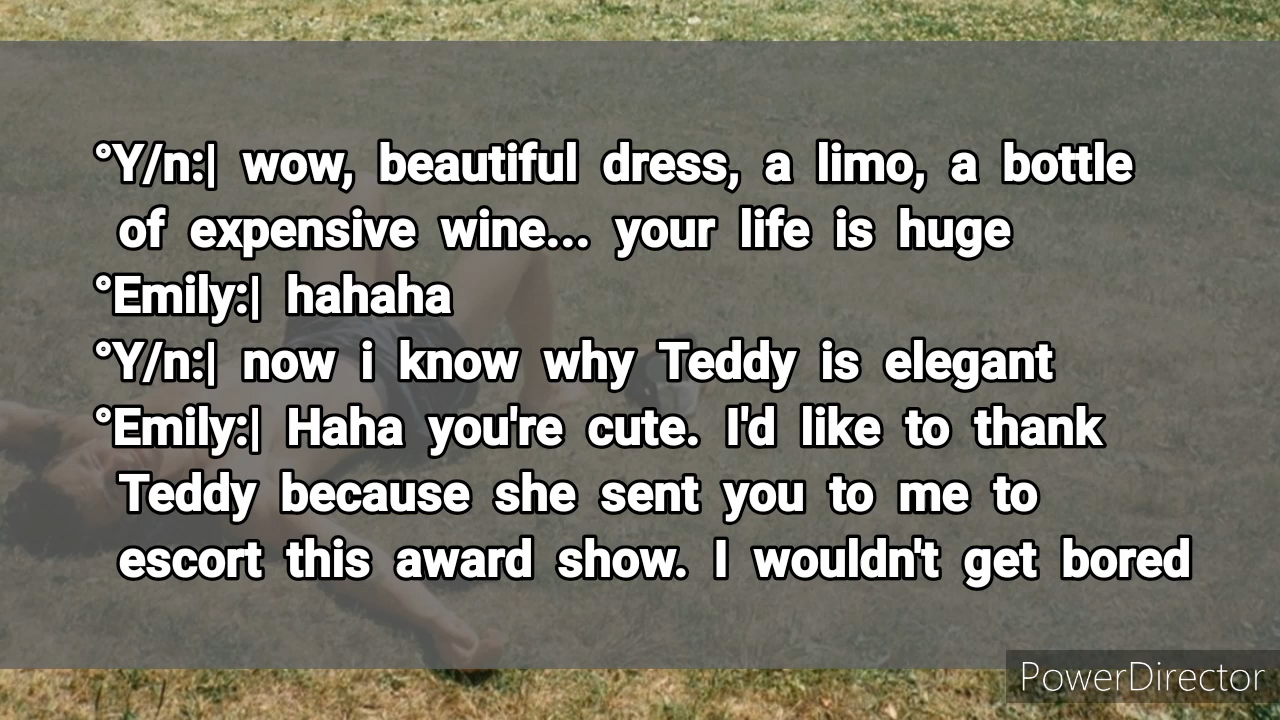 °Y/n:| wow, beautiful dress, a limo, a bottle
of expensive wine... your life is huge
°Emily:| hahaha
°Y/n:| now i know why Teddy is elegant
°Emily:| Haha you're cute. I'd like to thank
Teddy because she sent you to me to
escort this award show. I wouldn't get bored
PowerDirector